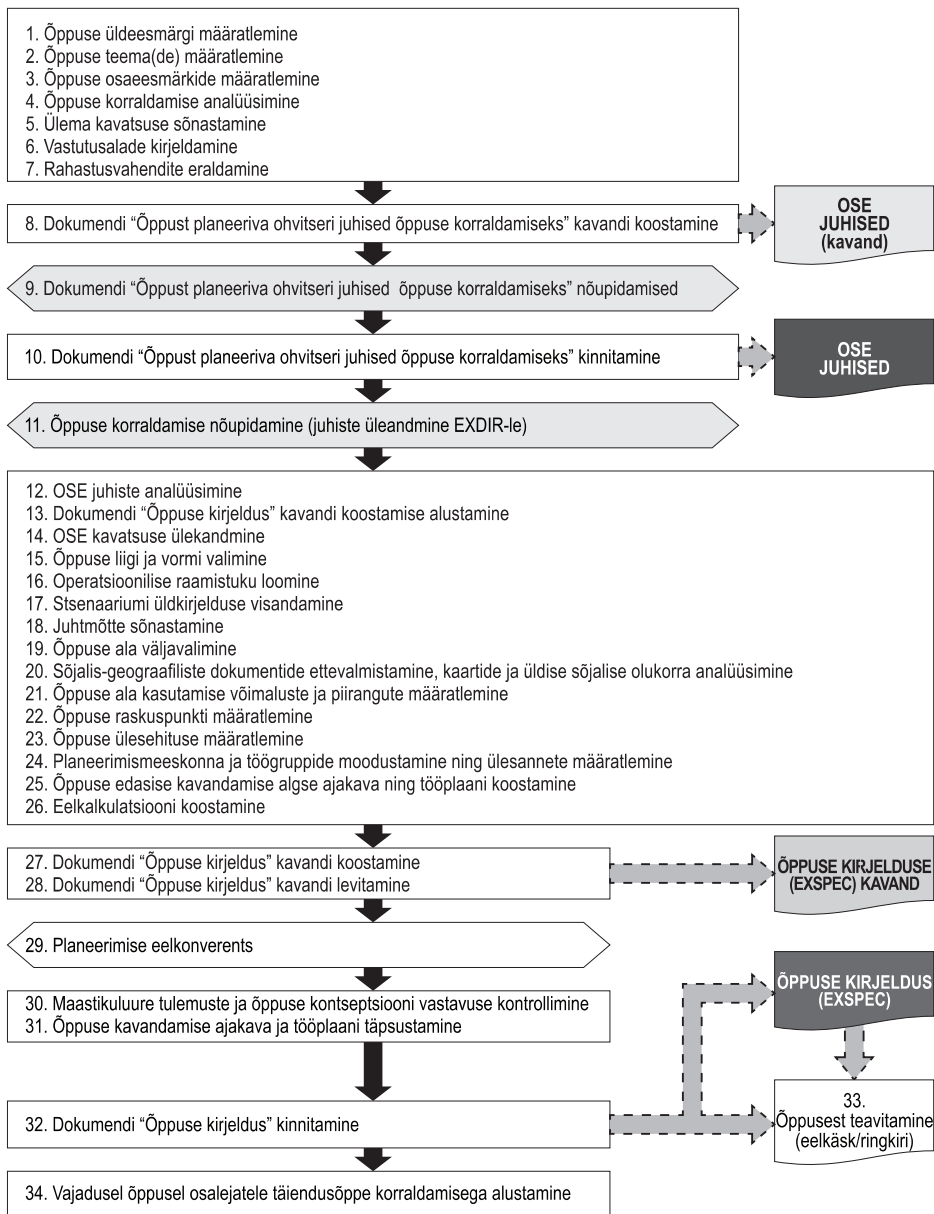 1. Õppuse üldeesmärgi määratlemine
2. Õppuse teema(de) määratlemine
3. Õppuse osaeesmärkide määratlemine
4. Õppuse korraldamise analüüsimine
5. Ülema kavatsuse sõnastamine
6. Vastutusalade kirjeldamine
7. Rahastusvahendite eraldamine
8. Dokumendi “Õppust planeeriva ohvitseri juhised õppuse korraldamiseks” kavandi koostamine
OSE
JUHISED
(kavand)
9. Dokumendi “Õppust planeeriva ohvitseri juhised õppuse korraldamiseks” nõupidamised
10. Dokumendi “Õppust planeeriva ohvitseri juhised õppuse korraldamiseks” kinnitamine
OSE
JUHISED
11. Õppuse korraldamise nõupidamine (juhiste üleandmine EXDIR-le)
12. OSE juhiste analüüsimine
13. Dokumendi “Õppuse kirjeldus” kavandi koostamise alustamine
14. OSE kavatsuse ülekandmine
15. Õppuse liigi ja vormi valimine
16. Operatsioonilise raamistuku loomine
17. Stsenaariumi üldkirjelduse visandamine
18. Juhtmõtte sõnastamine
19. Õppuse ala väljavalimine
20. Sõjalis-geograafiliste dokumentide ettevalmistamine, kaartide ja üldise sõjalise olukorra analüüsimine
21. Õppuse ala kasutamise võimaluste ja piirangute määratlemine
22. Õppuse raskuspunkti määratlemine
23. Õppuse ülesehituse määratlemine
24. Planeerimismeeskonna ja töögruppide moodustamine ning ülesannete määratlemine
25. Õppuse edasise kavandamise algse ajakava ning tööplaani koostamine
26. Eelkalkulatsiooni koostamine
27. Dokumendi “Õppuse kirjeldus” kavandi koostamine
28. Dokumendi “Õppuse kirjeldus” kavandi levitamine
ÕPPUSE KIRJELDUSE
(EXSPEC) KAVAND
29. Planeerimise eelkonverents
30. Maastikuluure tulemuste ja õppuse kontseptsiooni vastavuse kontrollimine
31. Õppuse kavandamise ajakava ja tööplaani täpsustamine
ÕPPUSE KIRJELDUS
(EXSPEC)
32. Dokumendi “Õppuse kirjeldus” kinnitamine
33.
Õppusest teavitamine
(eelkäsk/ringkiri)
34. Vajadusel õppusel osalejatele täiendusõppe korraldamisega alustamine